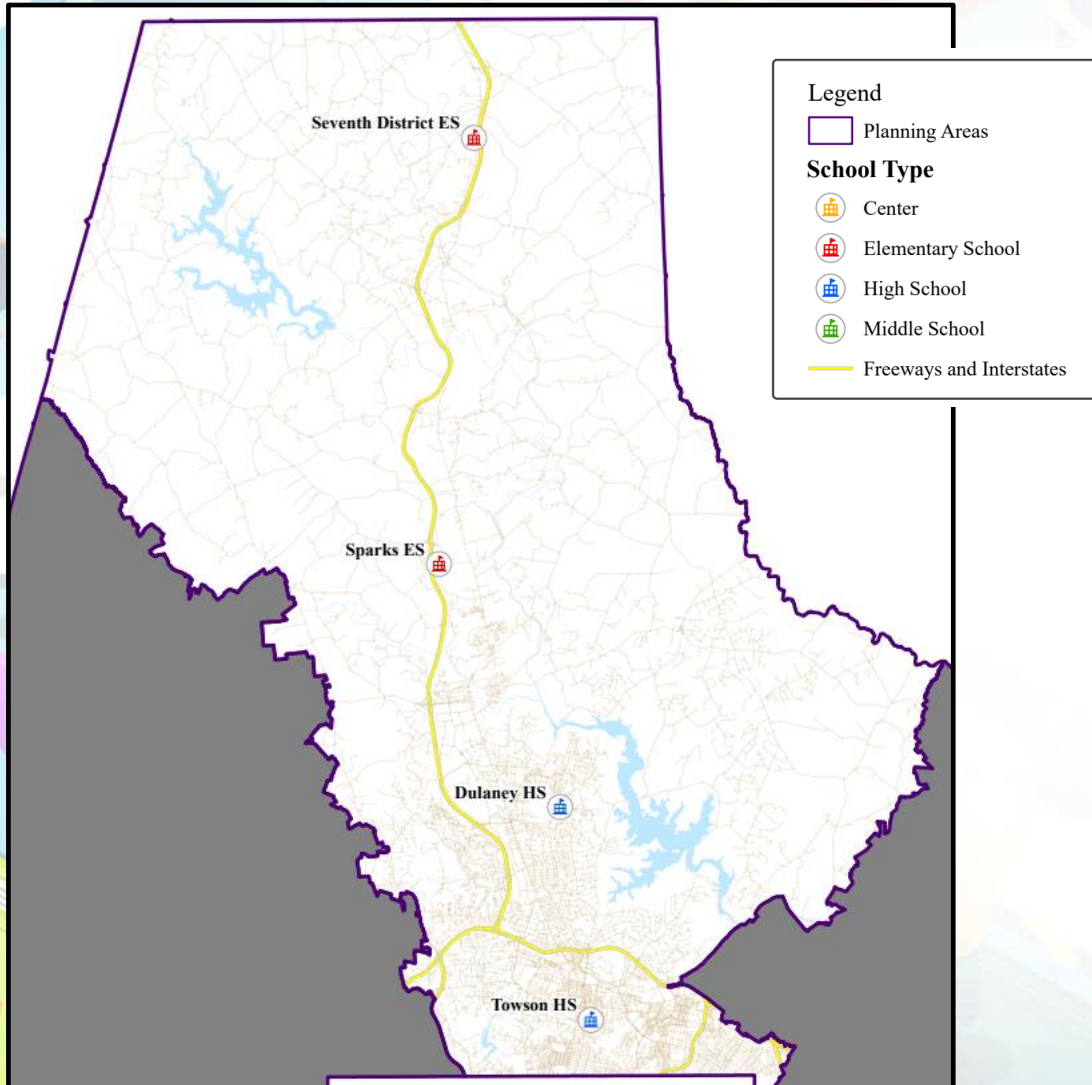 Seventh District ES
Sparks ES
Dulaney HS
Towson HS
Legend
Planning Areas
School Type
Center
Elementary School
High School
Middle School
Freeways and Interstates